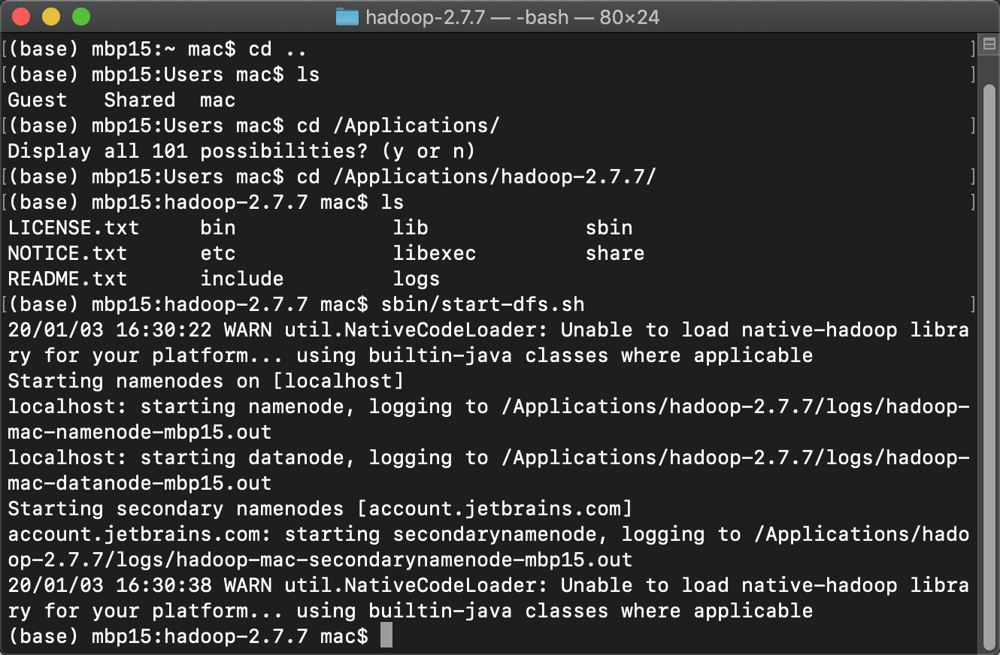 hadoop-2.7.7 — -bash — 80×24
[(base) mbp15:~ mac$ cd .. ]
[(base) mbp15:Users mac$ ls ]
Guest Shared mac
[(base) mbp15:Users mac$ cd /Applications/ ]
Display all 101 possibilities? (y or n)
[(base) mbp15:Users mac$ cd /Applications/hadoop-2.7.7/ ]
[(base) mbp15:hadoop-2.7.7 mac$ ls ]
LICENSE.txt bin lib sbin
NOTICE.txt etc libexec share
README.txt include logs
[(base) mbp15:hadoop-2.7.7 mac$ sbin/start-dfs.sh ]
20/01/03 16:30:22 WARN util.NativeCodeLoader: Unable to load native-hadoop libra
ry for your platform... using builtin-java classes where applicable
Starting namenodes on [localhost]
localhost: starting namenode, logging to /Applications/hadoop-2.7.7/logs/hadoop-
mac-namenode-mbp15.out
localhost: starting datanode, logging to /Applications/hadoop-2.7.7/logs/hadoop-
mac-datanode-mbp15.out
Starting secondary namenodes [account.jetbrains.com]
account.jetbrains.com: starting secondarynamenode, logging to /Applications/hado
op-2.7.7/logs/hadoop-mac-secondarynamenode-mbp15.out
20/01/03 16:30:38 WARN util.NativeCodeLoader: Unable to load native-hadoop libra
ry for your platform... using builtin-java classes where applicable
(base) mbp15:hadoop-2.7.7 mac$